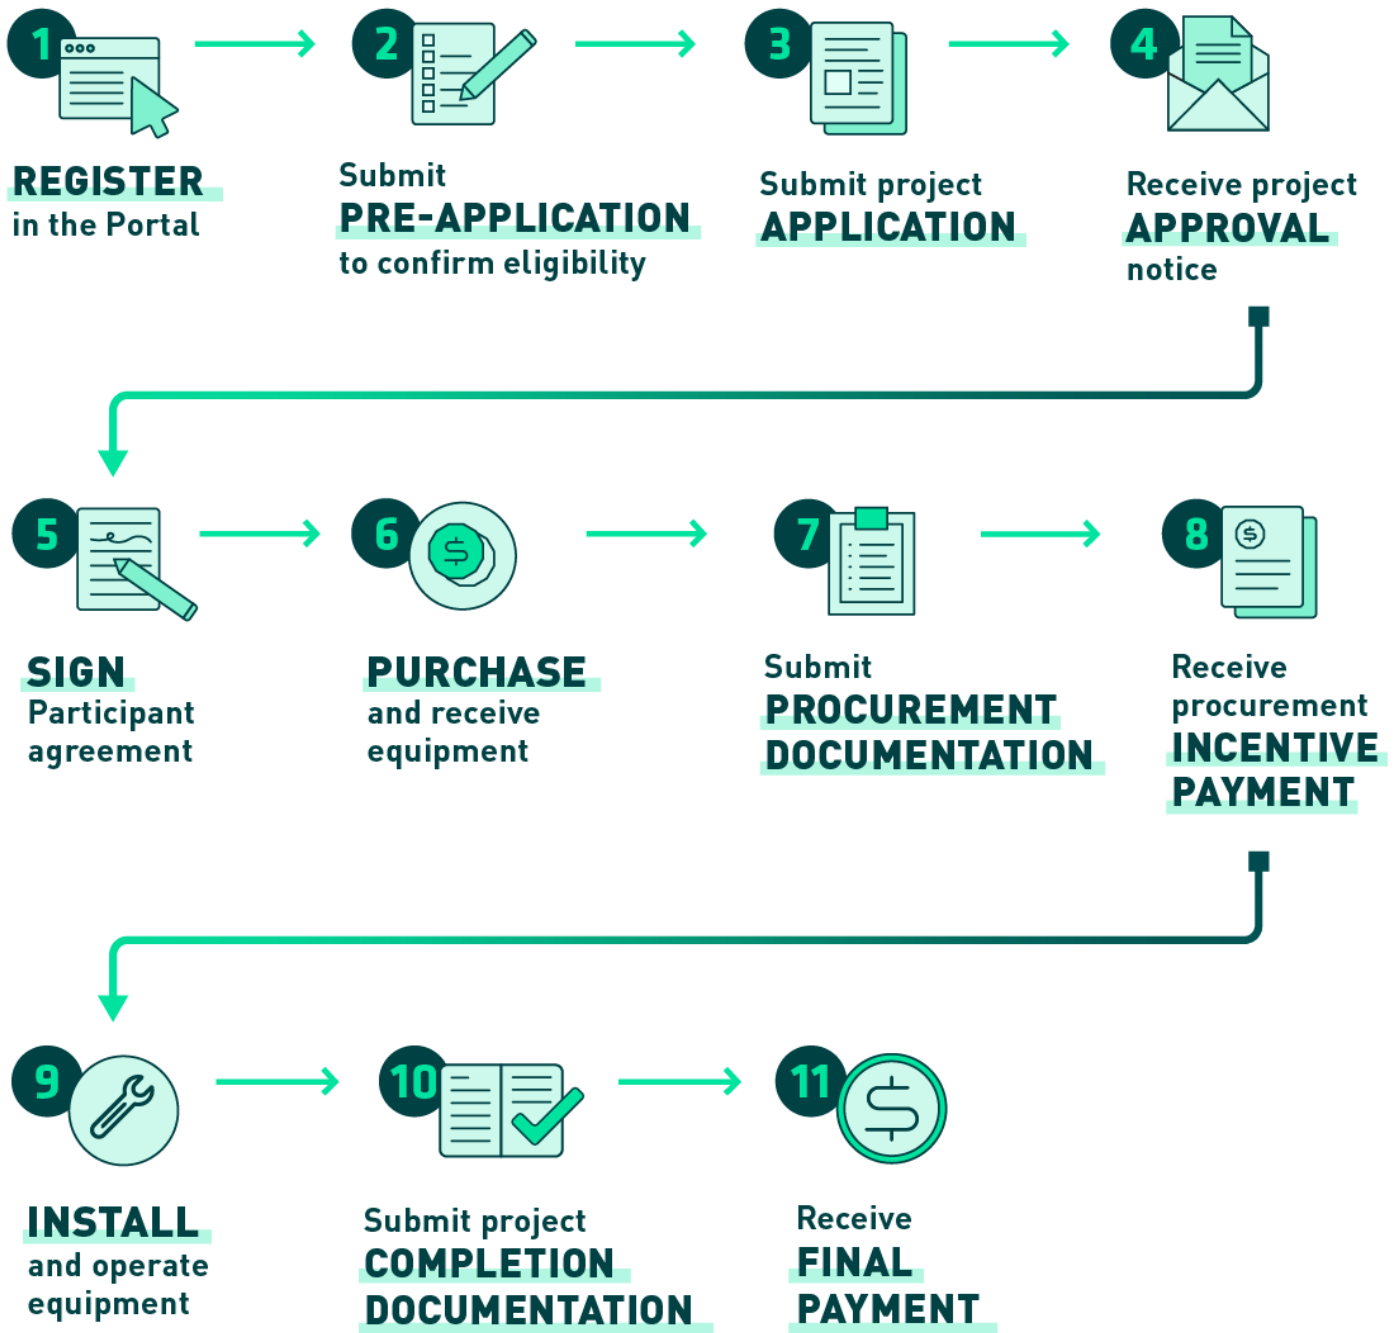 1
REGISTER
in the Portal
2
Submit
PRE-APPLICATION
to confirm eligibility
3
Submit project
APPLICATION
4
Receive project
APPROVAL
notice
5
SIGN
Participant
agreement
6
$
PURCHASE
and receive
equipment
7
Submit
PROCUREMENT
DOCUMENTATION
8
$
Receive
procurement
INCENTIVE
PAYMENT
9
INSTALL
and operate
equipment
10
Submit project
COMPLETION
DOCUMENTATION
11
$
Receive
FINAL
PAYMENT